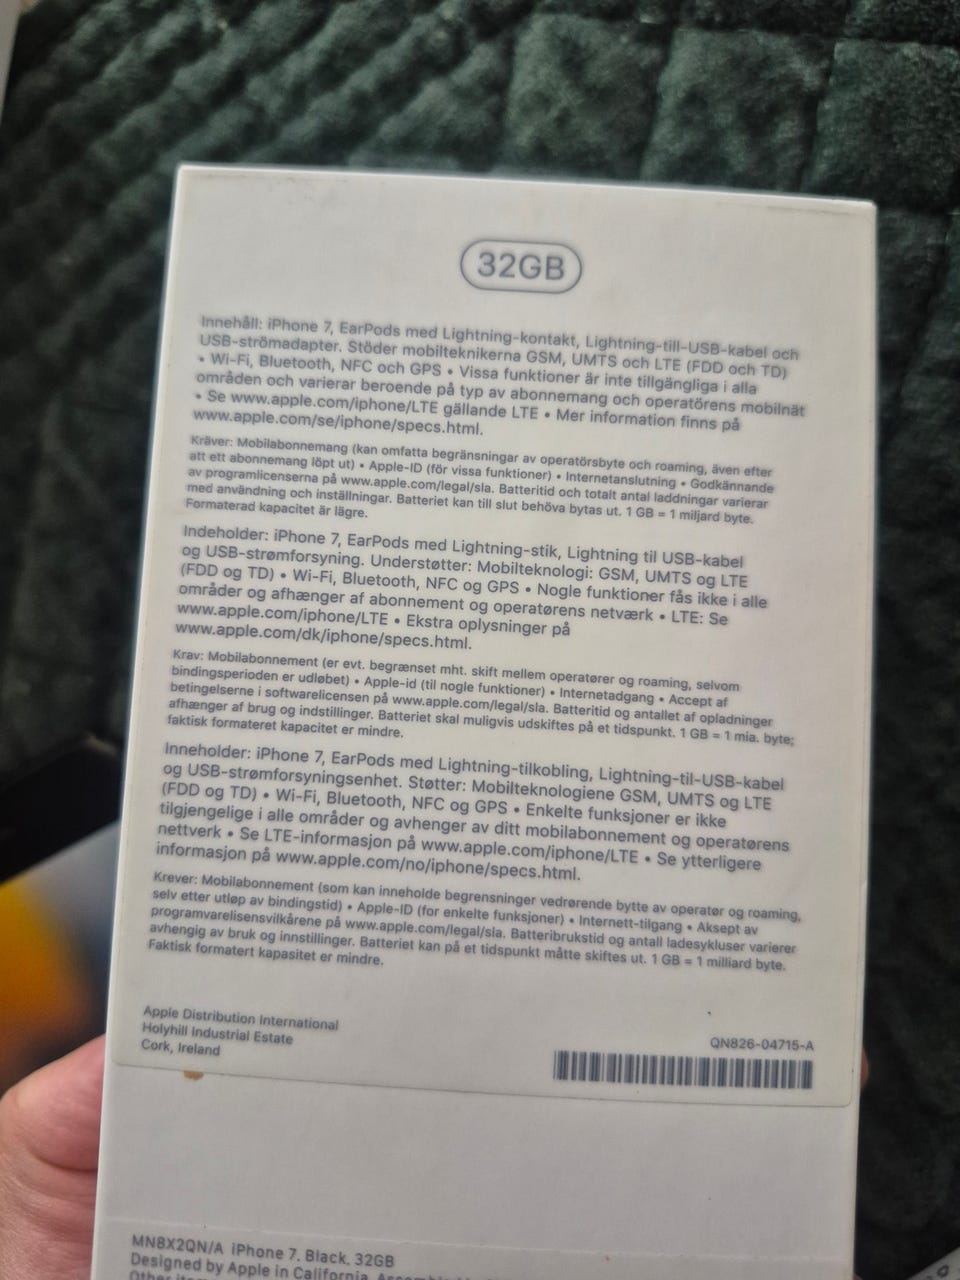 32GB
Innehåll: iPhone 7, EarPods med Lightning-kontakt, Lightning-till-USB-kabel och
USB-strömadapter. Stöder mobilteknikerna GSM, UMTS och LTE (FDD och TD)
• Wi-Fi, Bluetooth, NFC och GPS • Vissa funktioner är inte tillgängliga i alla
områden och varierar beroende på typ av abonnemang och operatörens mobilnät
• Se www.apple.com/iphone/LTE gällande LTE • Mer information finns på
www.apple.com/se/iphone/specs.html.
Kräver: Mobilabonnemang (kan omfatta begränsningar av operatörsbyte och roaming, även efter
att ett abonnemang löpt ut) • Apple-ID (för vissa funktioner) • Internetanslutning • Godkännande
av programlicenserna på www.apple.com/legal/sla. Batteritid och totalt antal laddningar varierar
med användning och inställningar. Batteriet kan till slut behöva bytas ut. 1 GB = 1 miljard byte.
Formaterad kapacitet är lägre.
Indeholder: iPhone 7, EarPods med Lightning-stik, Lightning til USB-kabel
og USB-strømforsyning. Understøtter: Mobilteknologi: GSM, UMTS og LTE
(FDD og TD) • Wi-Fi, Bluetooth, NFC og GPS • Nogle funktioner fås ikke i alle
områder og afhænger af abonnement og operatørens netværk • LTE: Se
www.apple.com/iphone/LTE • Ekstra oplysninger på
www.apple.com/dk/iphone/specs.html.
Krav: Mobilabonnement (er evt. begrænset mht. skift mellem operatører og roaming, selvom
bindingsperioden er udløbet) • Apple-id (til nogle funktioner) • Internetadgang • Accept af
betingelserne i softwarelicensen på www.apple.com/legal/sla. Batteritid og antallet af opladninger
afhænger af brug og indstillinger. Batteriet skal muligvis udskiftes på et tidspunkt. 1 GB = 1 mia. byte;
faktisk formateret kapacitet er mindre.
Inneholder: iPhone 7, EarPods med Lightning-tilkobling, Lightning-til-USB-kabel
og USB-strømforsyningsenhet. Støtter: Mobilteknologiene GSM, UMTS og LTE
(FDD og TD) • Wi-Fi, Bluetooth, NFC og GPS • Enkelte funksjoner er ikke
tilgjengelige i alle områder og avhenger av ditt mobilabonnement og operatørens
nettverk • Se LTE-informasjon på www.apple.com/iphone/LTE • Se ytterligere
informasjon på www.apple.com/no/iphone/specs.html.
Krever: Mobilabonnement (som kan inneholde begrensninger vedrørende bytte av operatør og roaming,
selv etter utløp av bindingstid) • Apple-ID (for enkelte funksjoner) • Internett-tilgang • Aksept av
programvarelisensvilkårene på www.apple.com/legal/sla. Batteribrukstid og antall ladesykluser varierer
avhengig av bruk og innstillinger. Batteriet kan på et tidspunkt måtte skiftes ut. 1 GB = 1 milliard byte.
Faktisk formatert kapasitet er mindre.
Apple Distribution International
Holyhill Industrial Estate
Cork, Ireland
QN826-04715-A
MN8X2QN/A iPhone 7, Black, 32GB
Designed by Apple in California
Other